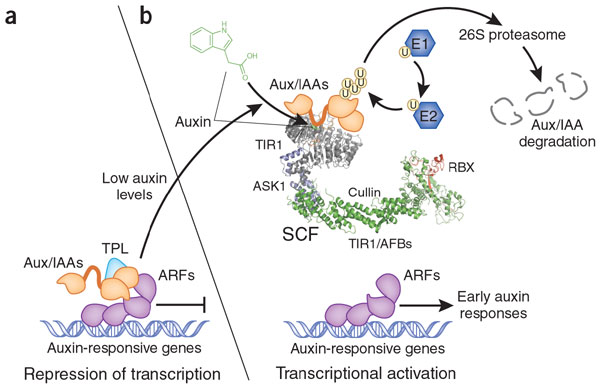 a
b
OH
O
N
H
Aux/IAAs
U
U
U
U
U
U
E1
26S proteasome
U
E2
Auxin
TIR1
Aux/IAA
degradation
Low auxin
levels
ASK1
Cullin
RBX
SCF
TIR1/AFBs
TPL
Aux/IAAs
ARFs
ARFs
Early auxin
responses
Auxin-responsive genes
Auxin-responsive genes
Repression of transcription
Transcriptional activation